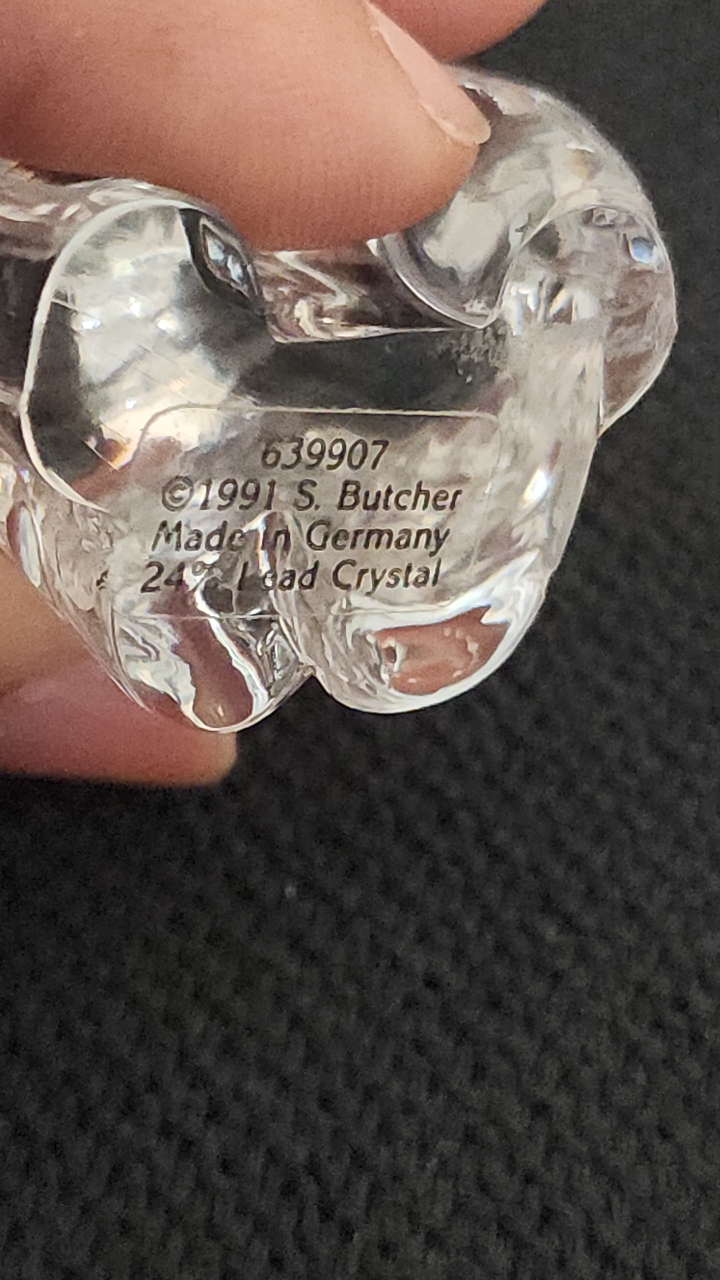 639907
©1991 S. Butcher
Made in Germany
24% Lead Crystal